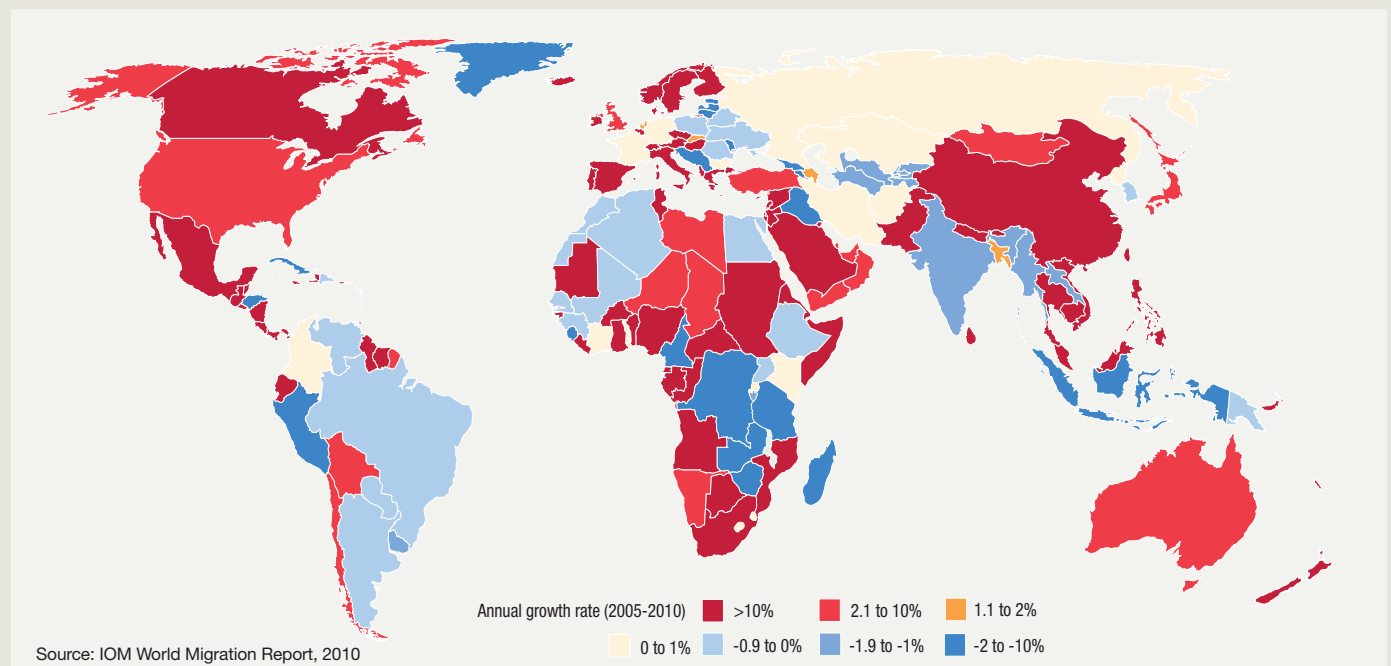 Annual growth rate (2005-2010) >10% 2.1 to 10% 1.1 to 2%
0 to 1% -0.9 to 0% -1.9 to -1% -2 to -10%
Source: IOM World Migration Report, 2010